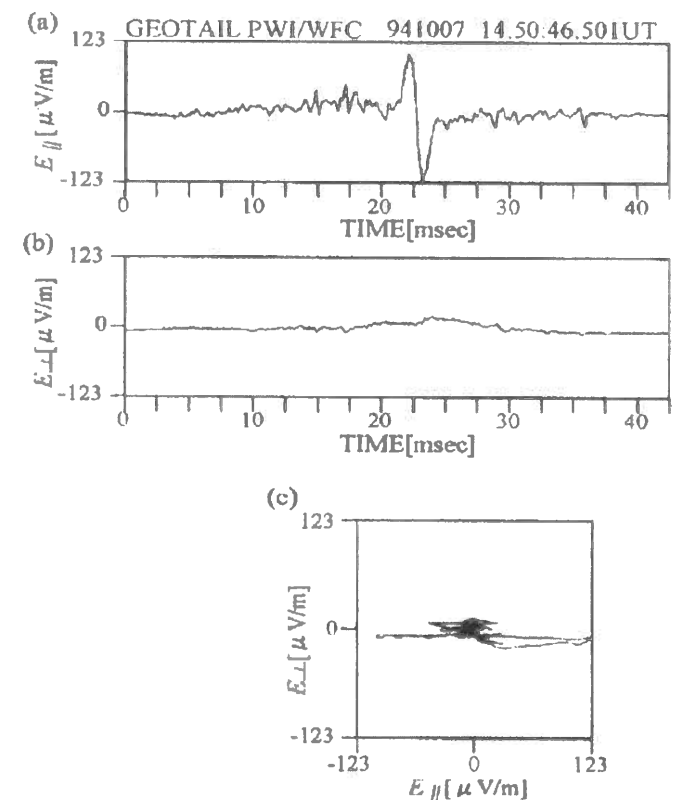 (a) GEOTAIL PWI/WFC 941007 14.50:46.501UT
123
0
-123
E// [μV/m]
0 10 20 30 40
TIME[msec]
(b)
123
0
-123
E⊥[μV/m]
0 10 20 30 40
TIME[msec]
(c)
123
0
-123
E⊥[μV/m]
-123 0 123
E// [μV/m]